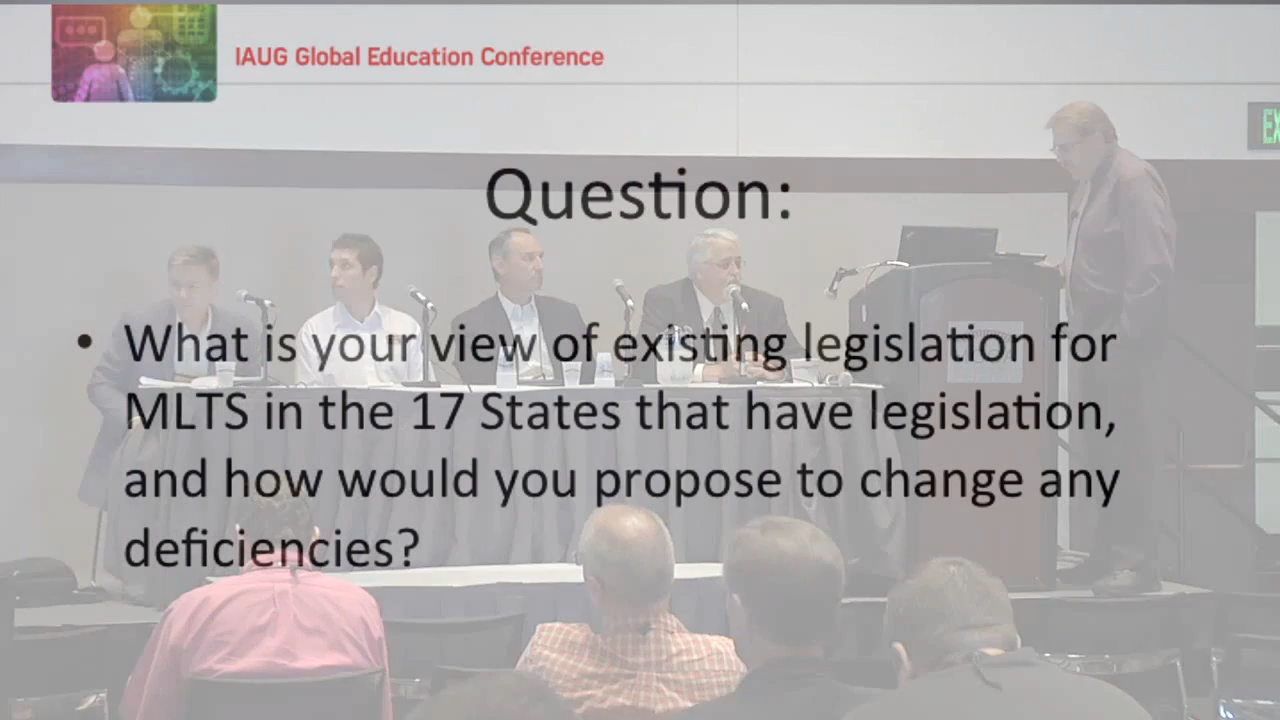 IAUG Global Education Conference
EX
Question:
• What is your view of existing legislation for
MLTS in the 17 States that have legislation,
and how would you propose to change any
deficiencies?